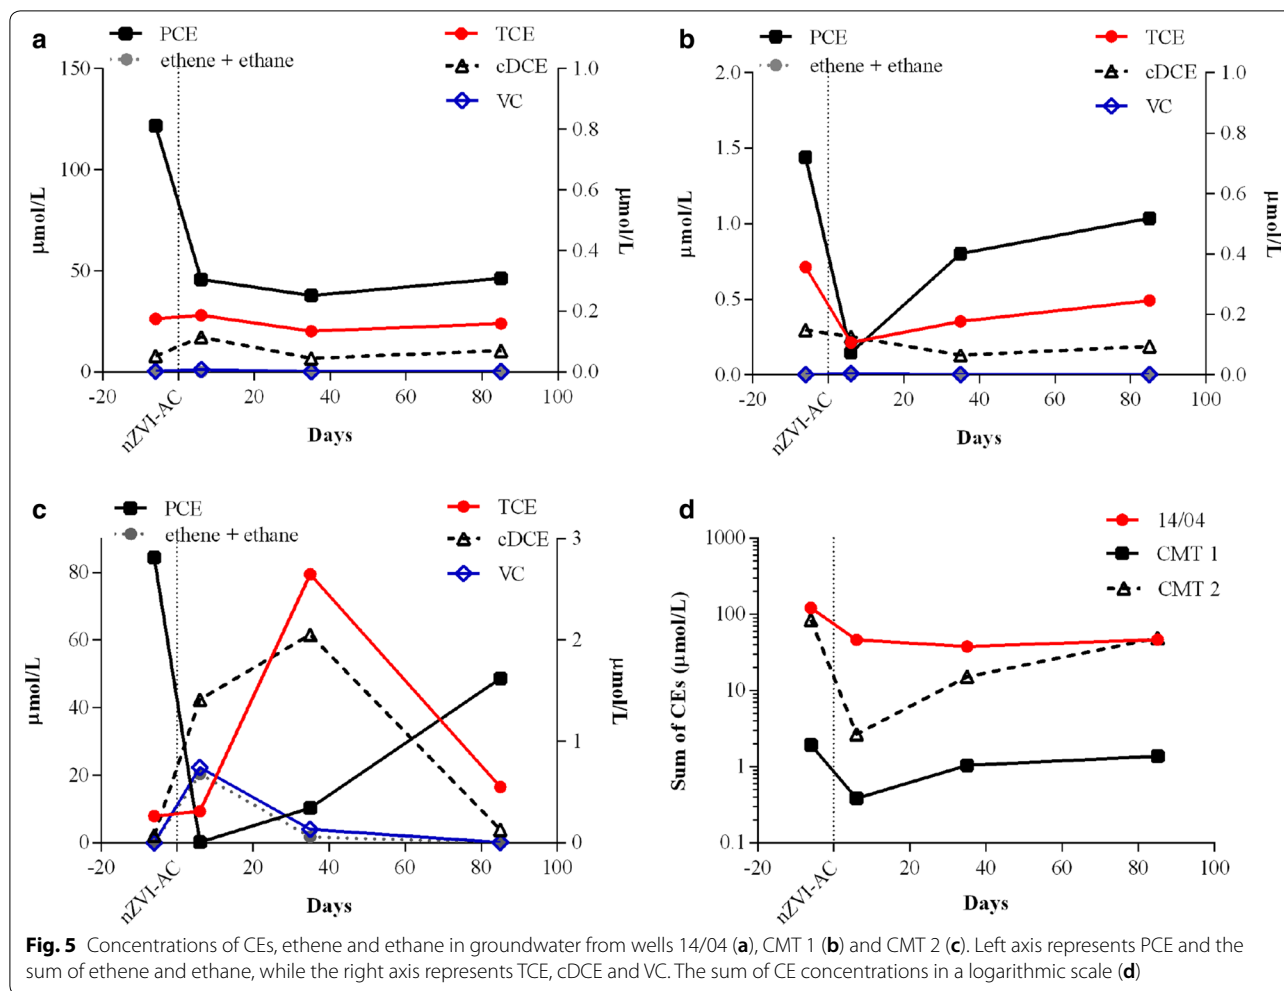 a
PCE
ethene + ethane
TCE
cDCE
VC
150
100
50
0
µmol/L
1.0
0.8
0.6
0.4
0.2
0.0
µmol/L
-20
nZVI-AC
20
40
60
80
100
Days
b
PCE
ethene + ethane
TCE
cDCE
VC
2.0
1.5
1.0
0.5
0.0
µmol/L
1.0
0.8
0.6
0.4
0.2
0.0
µmol/L
-20
nZVI-AC
20
40
60
80
100
Days
c
PCE
ethene + ethane
TCE
cDCE
VC
80
60
40
20
0
µmol/L
3
2
1
0
µmol/L
-20
nZVI-AC
20
40
60
80
100
Days
d
14/04
CMT 1
CMT 2
1000
100
10
1
0.1
Sum of CEs (µmol/L)
-20
nZVI-AC
20
40
60
80
100
Days
Fig. 5 Concentrations of CEs, ethene and ethane in groundwater from wells 14/04 (a), CMT 1 (b) and CMT 2 (c). Left axis represents PCE and the
sum of ethene and ethane, while the right axis represents TCE, cDCE and VC. The sum of CE concentrations in a logarithmic scale (d)